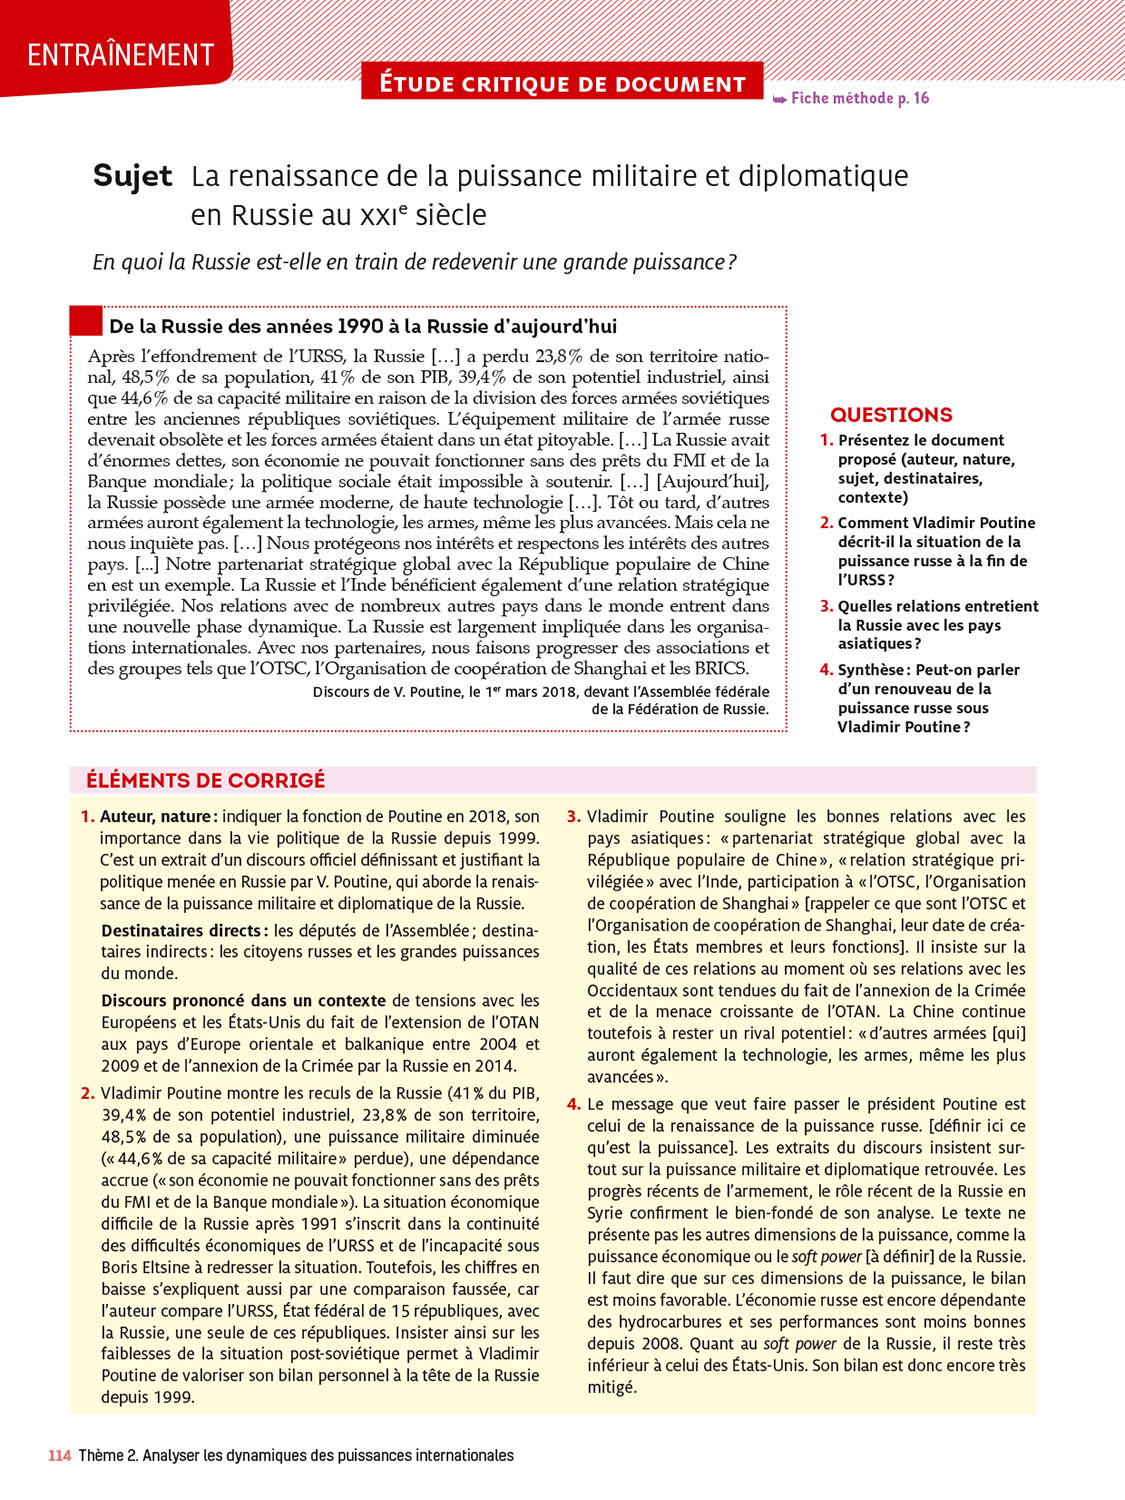 ENTRAÎNEMENT
ÉTUDE CRITIQUE DE DOCUMENT
➥ Fiche méthode p. 16
Sujet La renaissance de la puissance militaire et diplomatique
en Russie au XXIe siècle
En quoi la Russie est-elle en train de redevenir une grande puissance ?
De la Russie des années 1990 à la Russie d'aujourd'hui
Après l'effondrement de l'URSS, la Russie […] a perdu 23,8 % de son territoire natio-
nal, 48,5 % de sa population, 41 % de son PIB, 39,4 % de son potentiel industriel, ainsi
que 44,6 % de sa capacité militaire en raison de la division des forces armées soviétiques
entre les anciennes républiques soviétiques. L'équipement militaire de l'armée russe
devenait obsolète et les forces armées étaient dans un état pitoyable. […] La Russie avait
d'énormes dettes, son économie ne pouvait fonctionner sans des prêts du FMI et de la
Banque mondiale ; la politique sociale était impossible à soutenir. […] [Aujourd'hui],
la Russie possède une armée moderne, de haute technologie […]. Tôt ou tard, d'autres
armées auront également la technologie, les armes, même les plus avancées. Mais cela ne
nous inquiète pas. […] Nous protégeons nos intérêts et respectons les intérêts des autres
pays. [...] Notre partenariat stratégique global avec la République populaire de Chine
en est un exemple. La Russie et l'Inde bénéficient également d'une relation stratégique
privilégiée. Nos relations avec de nombreux autres pays dans le monde entrent dans
une nouvelle phase dynamique. La Russie est largement impliquée dans les organisa-
tions internationales. Avec nos partenaires, nous faisons progresser des associations et
des groupes tels que l'OTSC, l'Organisation de coopération de Shanghai et les BRICS.
Discours de V. Poutine, le 1er mars 2018, devant l'Assemblée fédérale
de la Fédération de Russie.
QUESTIONS
1. Présentez le document
proposé (auteur, nature,
sujet, destinataires,
contexte)
2. Comment Vladimir Poutine
décrit-il la situation de la
puissance russe à la fin de
l'URSS ?
3. Quelles relations entretient
la Russie avec les pays
asiatiques ?
4. Synthèse : Peut-on parler
d'un renouveau de la
puissance russe sous
Vladimir Poutine ?
ÉLÉMENTS DE CORRIGÉ
1. Auteur, nature : indiquer la fonction de Poutine en 2018, son
importance dans la vie politique de la Russie depuis 1999.
C'est un extrait d'un discours officiel définissant et justifiant la
politique menée en Russie par V. Poutine, qui aborde la renais-
sance de la puissance militaire et diplomatique de la Russie.
Destinataires directs : les députés de l'Assemblée ; destina-
taires indirects : les citoyens russes et les grandes puissances
du monde.
Discours prononcé dans un contexte de tensions avec les
Européens et les États-Unis du fait de l'extension de l'OTAN
aux pays d'Europe orientale et balkanique entre 2004 et
2009 et de l'annexion de la Crimée par la Russie en 2014.
2. Vladimir Poutine montre les reculs de la Russie (41 % du PIB,
39,4 % de son potentiel industriel, 23,8 % de son territoire,
48,5 % de sa population), une puissance militaire diminuée
(« 44,6 % de sa capacité militaire » perdue), une dépendance
accrue (« son économie ne pouvait fonctionner sans des prêts
du FMI et de la Banque mondiale »). La situation économique
difficile de la Russie après 1991 s'inscrit dans la continuité
des difficultés économiques de l'URSS et de l'incapacité sous
Boris Eltsine à redresser la situation. Toutefois, les chiffres en
baisse s'expliquent aussi par une comparaison faussée, car
l'auteur compare l'URSS, État fédéral de 15 républiques, avec
la Russie, une seule de ces républiques. Insister ainsi sur les
faiblesses de la situation post-soviétique permet à Vladimir
Poutine de valoriser son bilan personnel à la tête de la Russie
depuis 1999.
3. Vladimir Poutine souligne les bonnes relations avec les
pays asiatiques : « partenariat stratégique global avec la
République populaire de Chine », « relation stratégique pri-
vilégiée » avec l'Inde, participation à « l'OTSC, l'Organisation
de coopération de Shanghai » [rappeler ce que sont l'OTSC et
l'Organisation de coopération de Shanghai, leur date de créa-
tion, les États membres et leurs fonctions]. Il insiste sur la
qualité de ces relations au moment où ses relations avec les
Occidentaux sont tendues du fait de l'annexion de la Crimée
et de la menace croissante de l'OTAN. La Chine continue
toutefois à rester un rival potentiel : « d'autres armées [qui]
auront également la technologie, les armes, même les plus
avancées ».
4. Le message que veut faire passer le président Poutine est
celui de la renaissance de la puissance russe. [définir ici ce
qu'est la puissance]. Les extraits du discours insistent sur-
tout sur la puissance militaire et diplomatique retrouvée. Les
progrès récents de l'armement, le rôle récent de la Russie en
Syrie confirment le bien-fondé de son analyse. Le texte ne
présente pas les autres dimensions de la puissance, comme la
puissance économique ou le soft power [à définir] de la Russie.
Il faut dire que sur ces dimensions de la puissance, le bilan
est moins favorable. L'économie russe est encore dépendante
des hydrocarbures et ses performances sont moins bonnes
depuis 2008. Quant au soft power de la Russie, il reste très
inférieur à celui des États-Unis. Son bilan est donc encore très
mitigé.
114 Thème 2. Analyser les dynamiques des puissances internationales